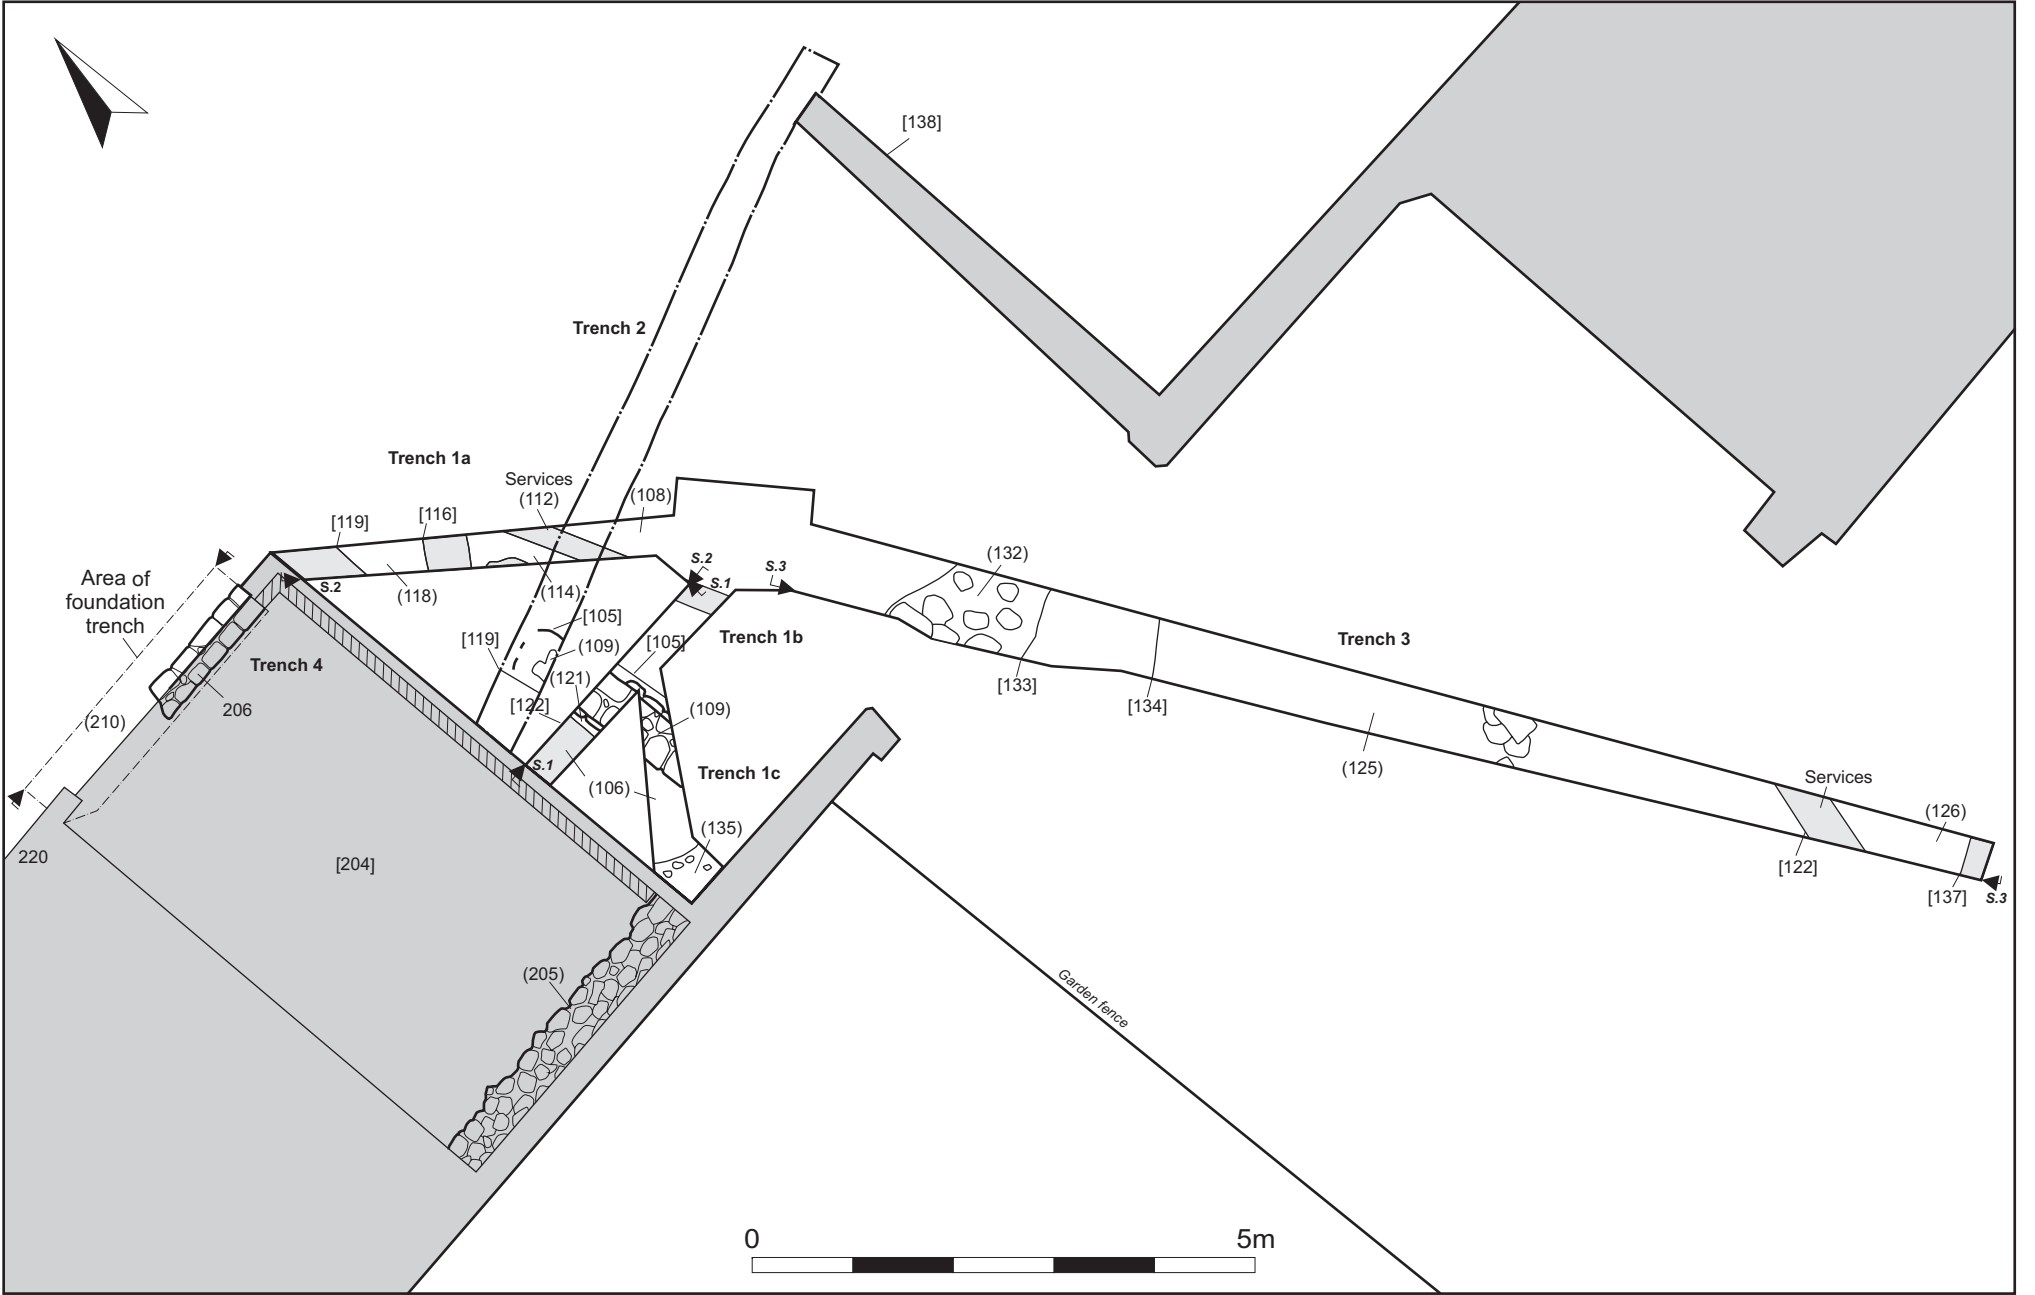 [138]
Trench 2
Trench 1a
Services
(112)
(108)
[119]
[116]
S.2
S.1
S.3
(132)
Area of
foundation
trench
S.2
(118)
(114)
[105]
[119]
(109)
[105]
Trench 1b
Trench 3
Trench 4
(121)
[133]
[134]
206
(210)
[122]
(109)
S.1
(106)
Trench 1c
(125)
Services
(126)
(135)
220
[204]
[122]
[137]
S.3
(205)
Garden fence
0
5m